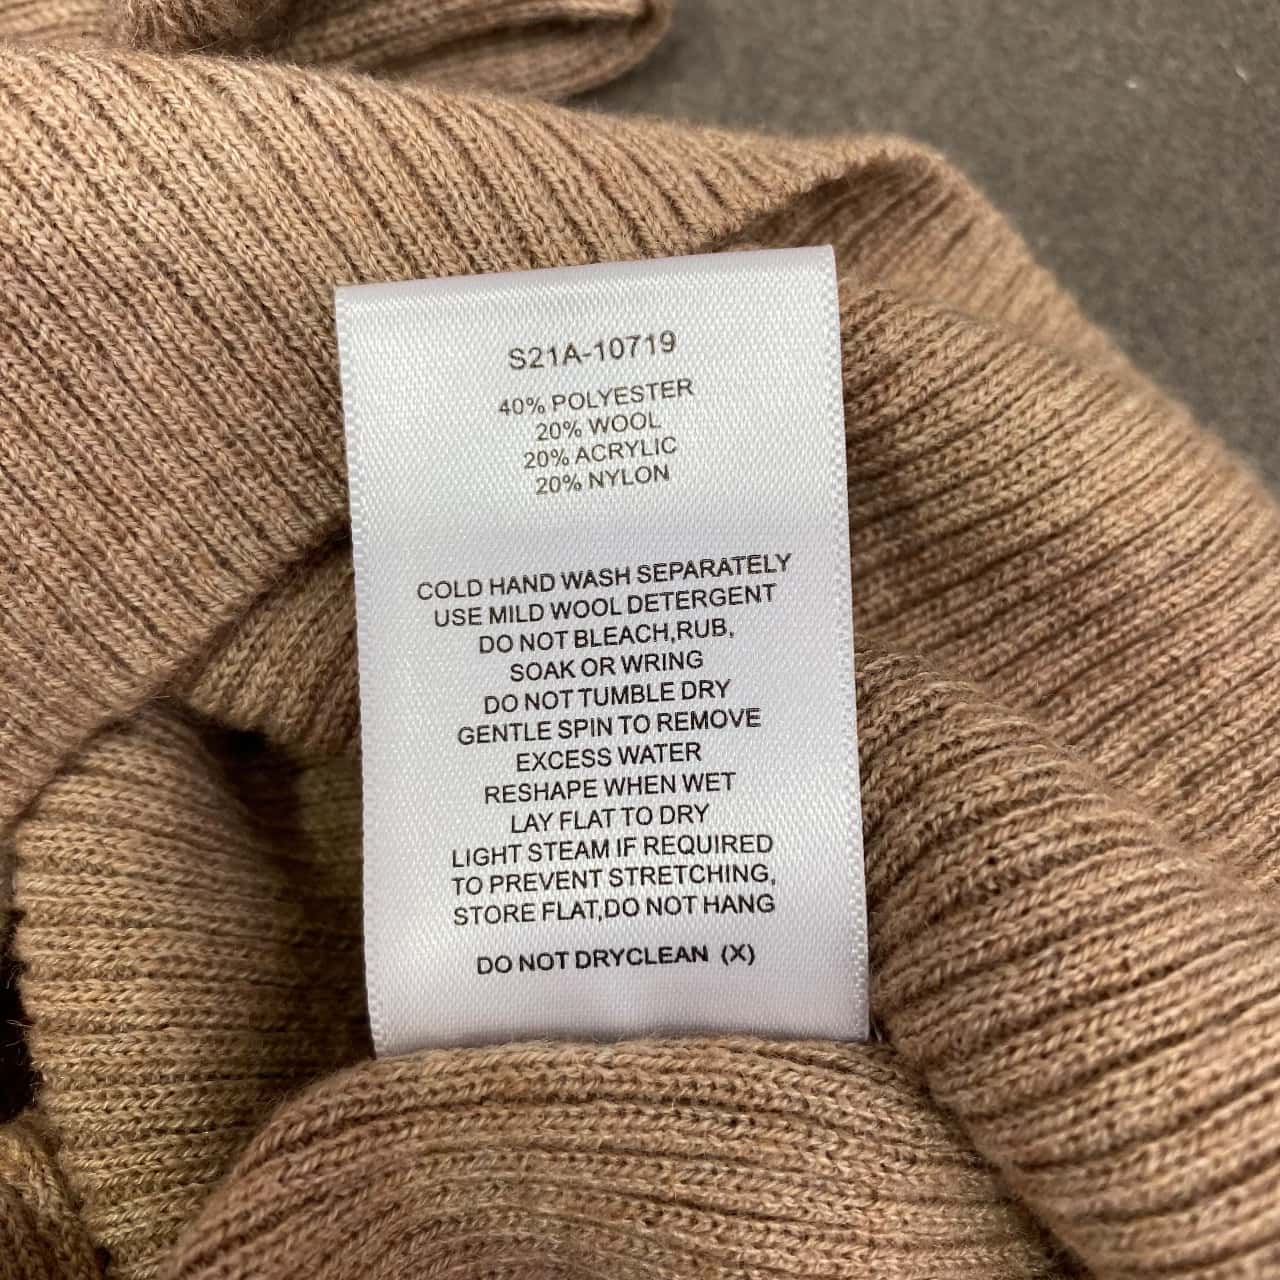 S21A-10719
40% POLYESTER
20% WOOL
20% ACRYLIC
20% NYLON
COLD HAND WASH SEPARATELY
USE MILD WOOL DETERGENT
DO NOT BLEACH,RUB,
SOAK OR WRING
DO NOT TUMBLE DRY
GENTLE SPIN TO REMOVE
EXCESS WATER
RESHAPE WHEN WET
LAY FLAT TO DRY
LIGHT STEAM IF REQUIRED
TO PREVENT STRETCHING,
STORE FLAT,DO NOT HANG
DO NOT DRYCLEAN (X)